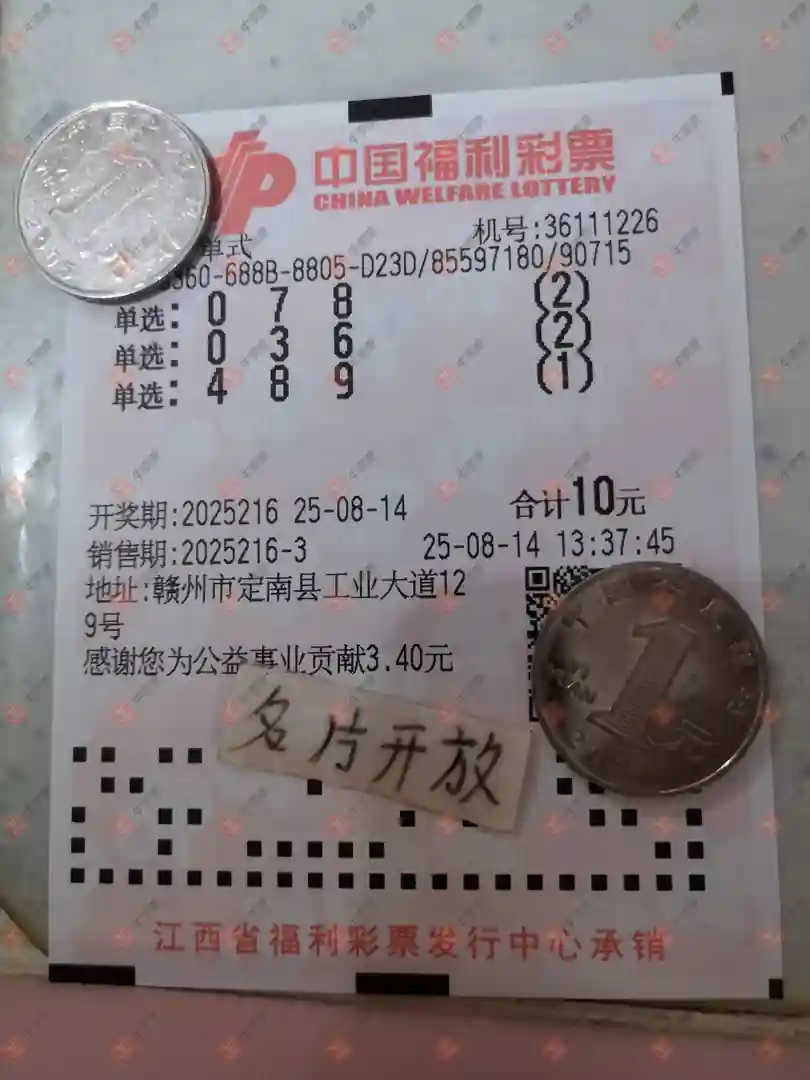 中国福利彩票
CHINA WELFARE LOTTERY
机号:36111226
单式
960-688B-8805-D23D/85597180/90715
单选: 0 7 8 (2)
单选: 0 3 6 (2)
单选: 4 8 9 (1)
开奖期:2025216 25-08-14 合计10元
销售期:2025216-3 25-08-14 13:37:45
地址:赣州市定南县工业大道12
9号
感谢您为公益事业贡献3.40元
名片开放
1
江西省福利彩票发行中心承销